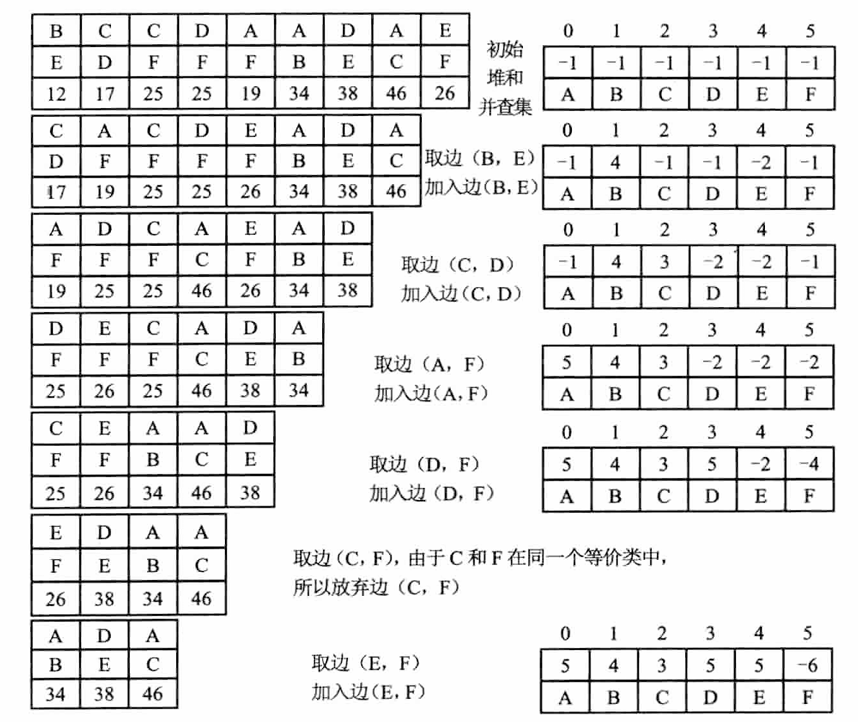 B C C D A A D A E
E D F F F B E C F
12 17 25 25 19 34 38 46 26
初始
堆和
并查集
0 1 2 3 4 5
-1 -1 -1 -1 -1 -1
A B C D E F
C A C D E A D A
D F F F F B E C
17 19 25 25 26 34 38 46
取边（B，E）
加入边(B,E)
0 1 2 3 4 5
-1 4 -1 -1 -2 -1
A B C D E F
A D C A E A D
F F F C F B E
19 25 25 46 26 34 38
取边（C，D）
加入边(C,D)
0 1 2 3 4 5
-1 4 3 -2 -2 -1
A B C D E F
D E C A D A
F F F C E B
25 26 25 46 38 34
取边（A，F）
加入边(A,F)
0 1 2 3 4 5
5 4 3 -2 -2 -2
A B C D E F
C E A A D
F F B C E
25 26 34 46 38
取边（D，F）
加入边（D，F）
0 1 2 3 4 5
5 4 3 5 -2 -4
A B C D E F
E D A A
F E B C
26 38 34 46
取边（C，F），由于 C 和 F 在同一个等价类中，
所以放弃边（C，F）
A D A
B E C
34 38 46
取边（E，F）
加入边(E,F)
0 1 2 3 4 5
5 4 3 5 5 -6
A B C D E F